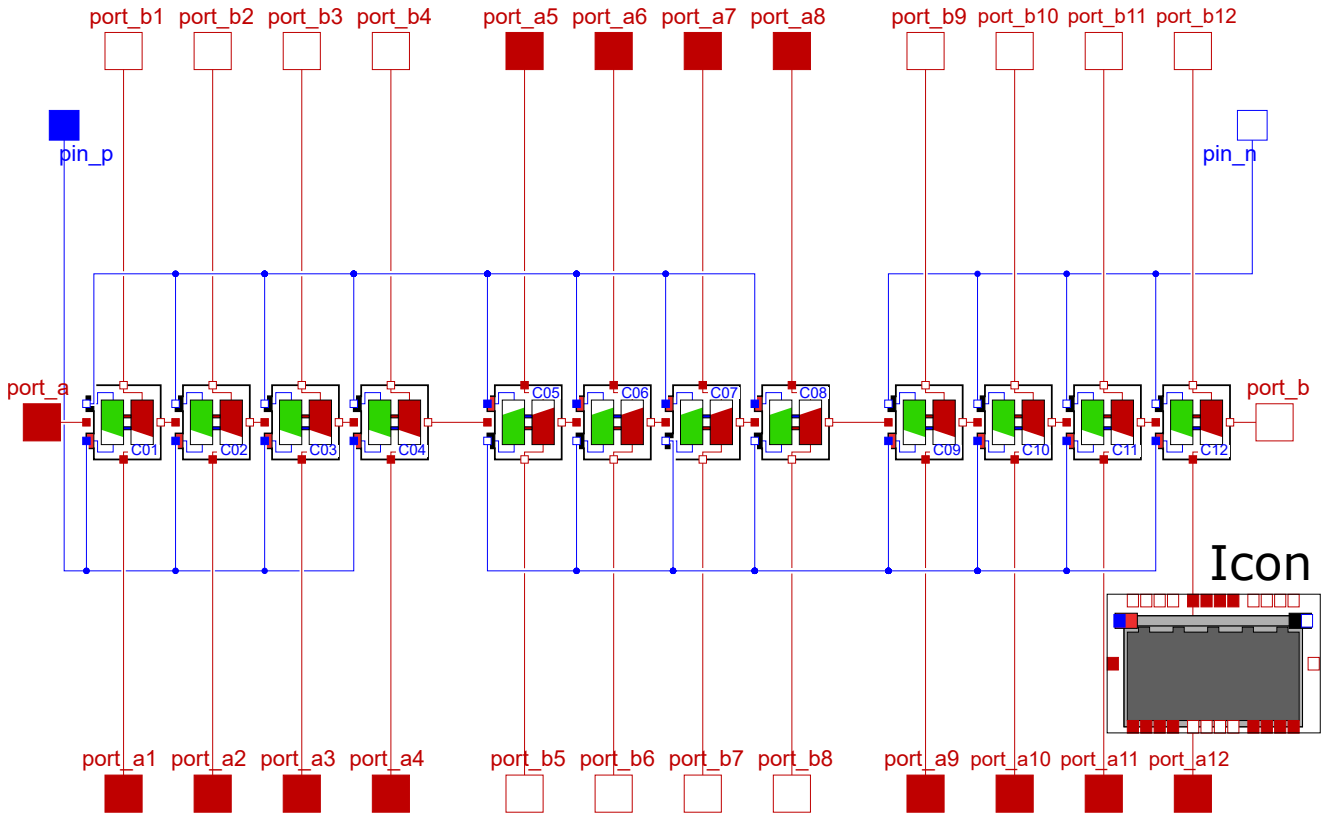 port_b1 port_b2 port_b3 port_b4 port_a5 port_a6 port_a7 port_a8 port_b9 port_b10 port_b11 port_b12
pin_p pin_n
port_a port_b
C05 C06 C07 C08
C01 C02 C03 C04 C09 C10 C11 C12
Icon
port_a1 port_a2 port_a3 port_a4 port_b5 port_b6 port_b7 port_b8 port_a9 port_a10 port_a11 port_a12